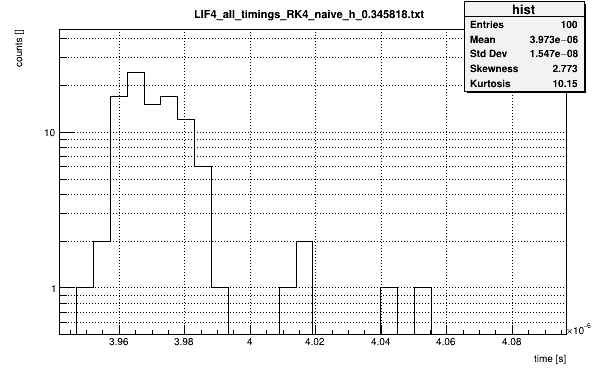 LIF4_all_timings_RK4_naive_h_0.345818.txt
hist
Entries 100
Mean 3.973e−06
Std Dev 1.547e−08
Skewness 2.773
Kurtosis 10.15
counts []
10
1
3.96 3.98 4 4.02 4.04 4.06 4.08
×10⁻⁶
time [s]